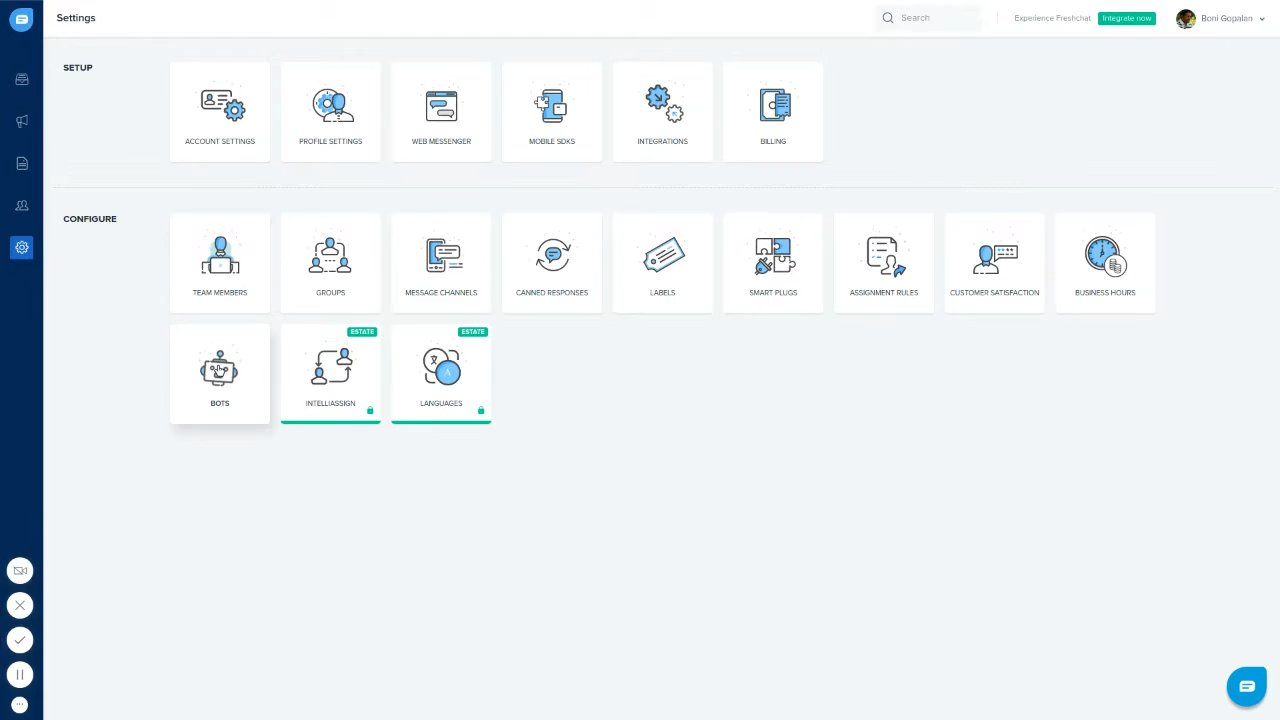 Settings
Search
Experience Freshchat
Integrate now
Boni Gopalan
SETUP
ACCOUNT SETTINGS
PROFILE SETTINGS
WEB MESSENGER
MOBILE SDKS
INTEGRATIONS
BILLING
CONFIGURE
TEAM MEMBERS
GROUPS
MESSAGE CHANNELS
CANNED RESPONSES
LABELS
SMART PLUGS
ASSIGNMENT RULES
CUSTOMER SATISFACTION
BUSINESS HOURS
BOTS
ESTATE
INTELLIASSIGN
ESTATE
LANGUAGES